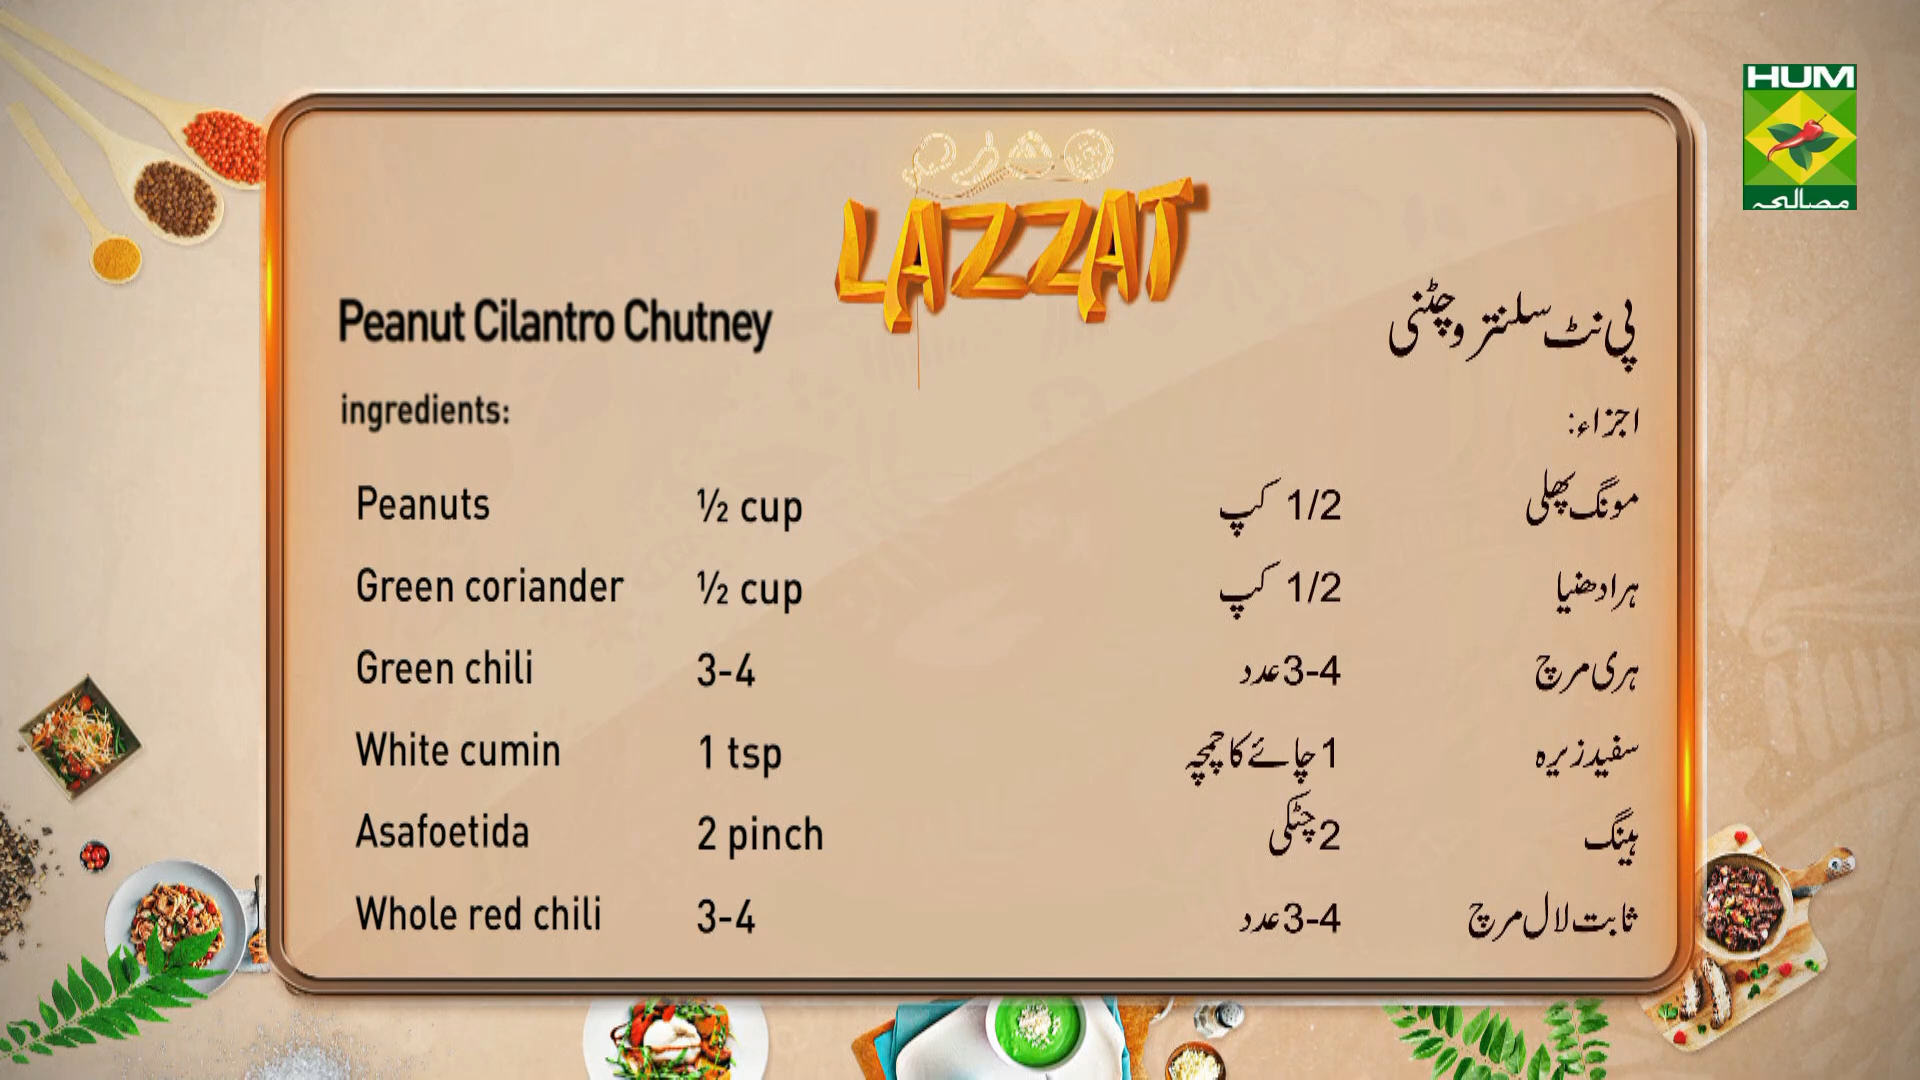 HUM
مصالحہ
LAZZAT
Peanut Cilantro Chutney
پی نٹ سلنترو چٹنی
ingredients:
اجزاء:
Peanuts ½ cup 1/2 کپ مونگ پھلی
Green coriander ½ cup 1/2 کپ ہرا دھنیا
Green chili 3-4 3-4 عدد ہری مرچ
White cumin 1 tsp 1 چائے کا چمچہ سفید زیرہ
Asafoetida 2 pinch 2 چٹکی ہینگ
Whole red chili 3-4 3-4 عدد ثابت لال مرچ